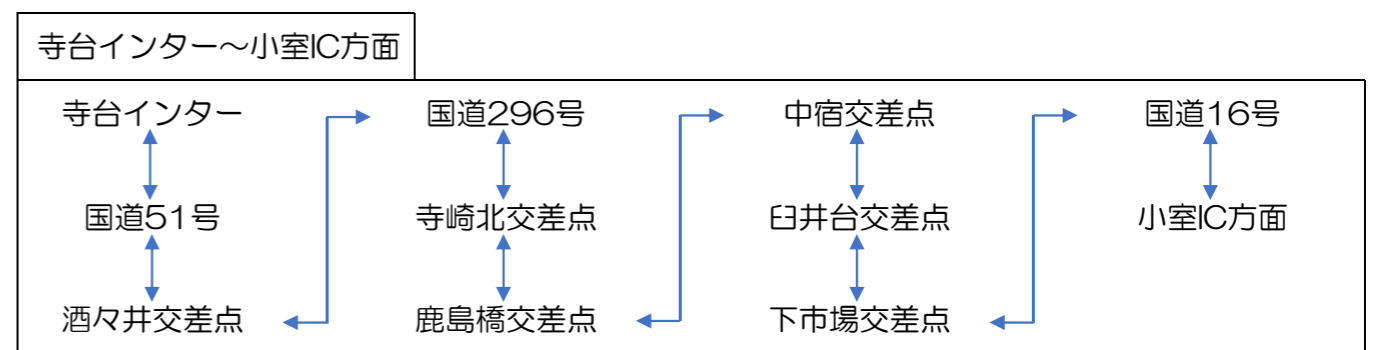 寺台インター～小室IC方面
寺台インター
国道51号
酒々井交差点
国道296号
寺崎北交差点
鹿島橋交差点
中宿交差点
臼井台交差点
下市場交差点
国道16号
小室IC方面